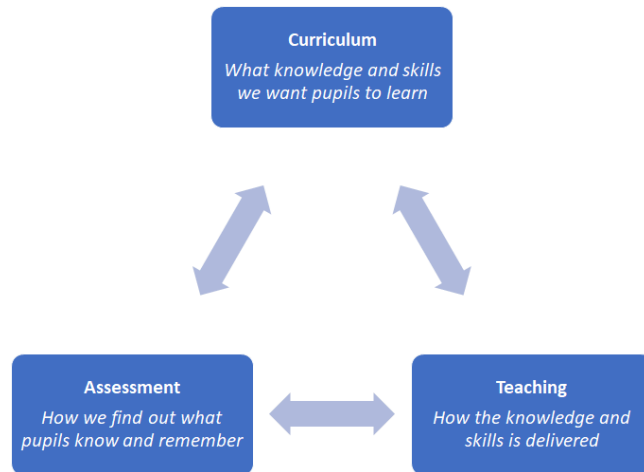 Curriculum
What knowledge and skills
we want pupils to learn
Assessment
How we find out what
pupils know and remember
Teaching
How the knowledge and
skills is delivered